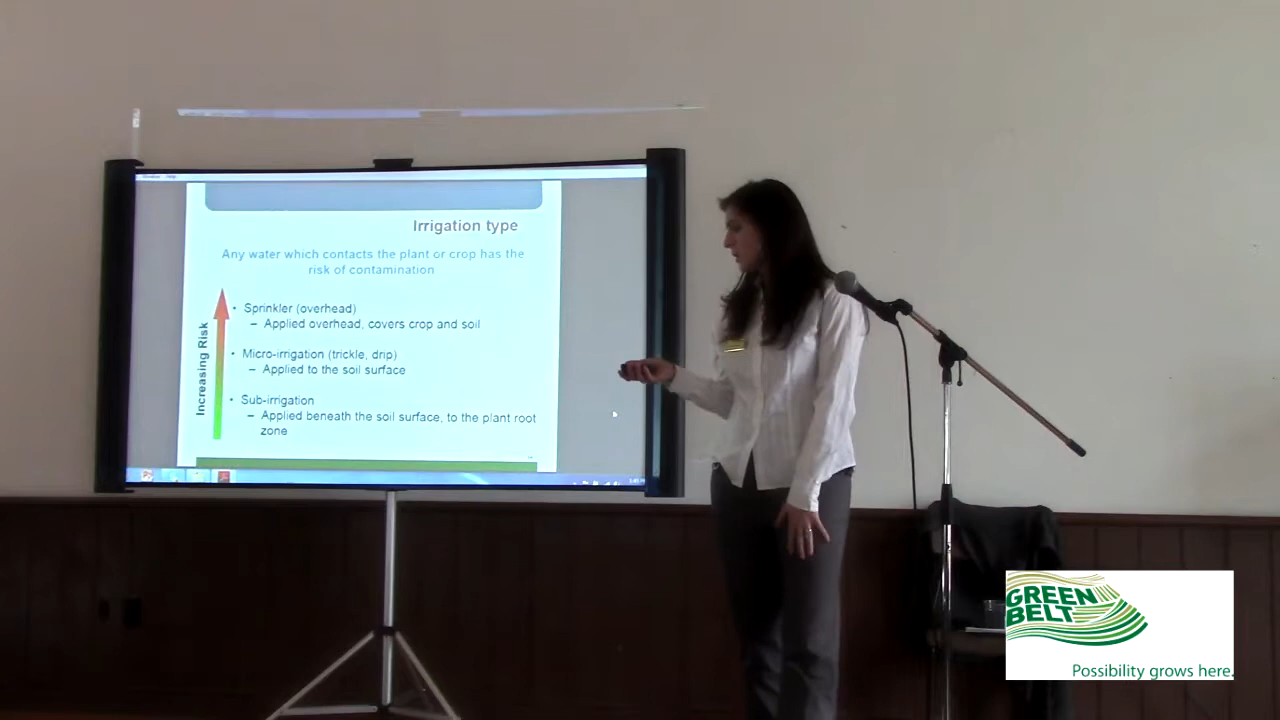 Irrigation type
Any water which contacts the plant or crop has the
risk of contamination
Increasing Risk
• Sprinkler (overhead)
– Applied overhead, covers crop and soil
• Micro-irrigation (trickle, drip)
– Applied to the soil surface
• Sub-irrigation
– Applied beneath the soil surface, to the plant root
zone
GREEN
BELT
Possibility grows here.